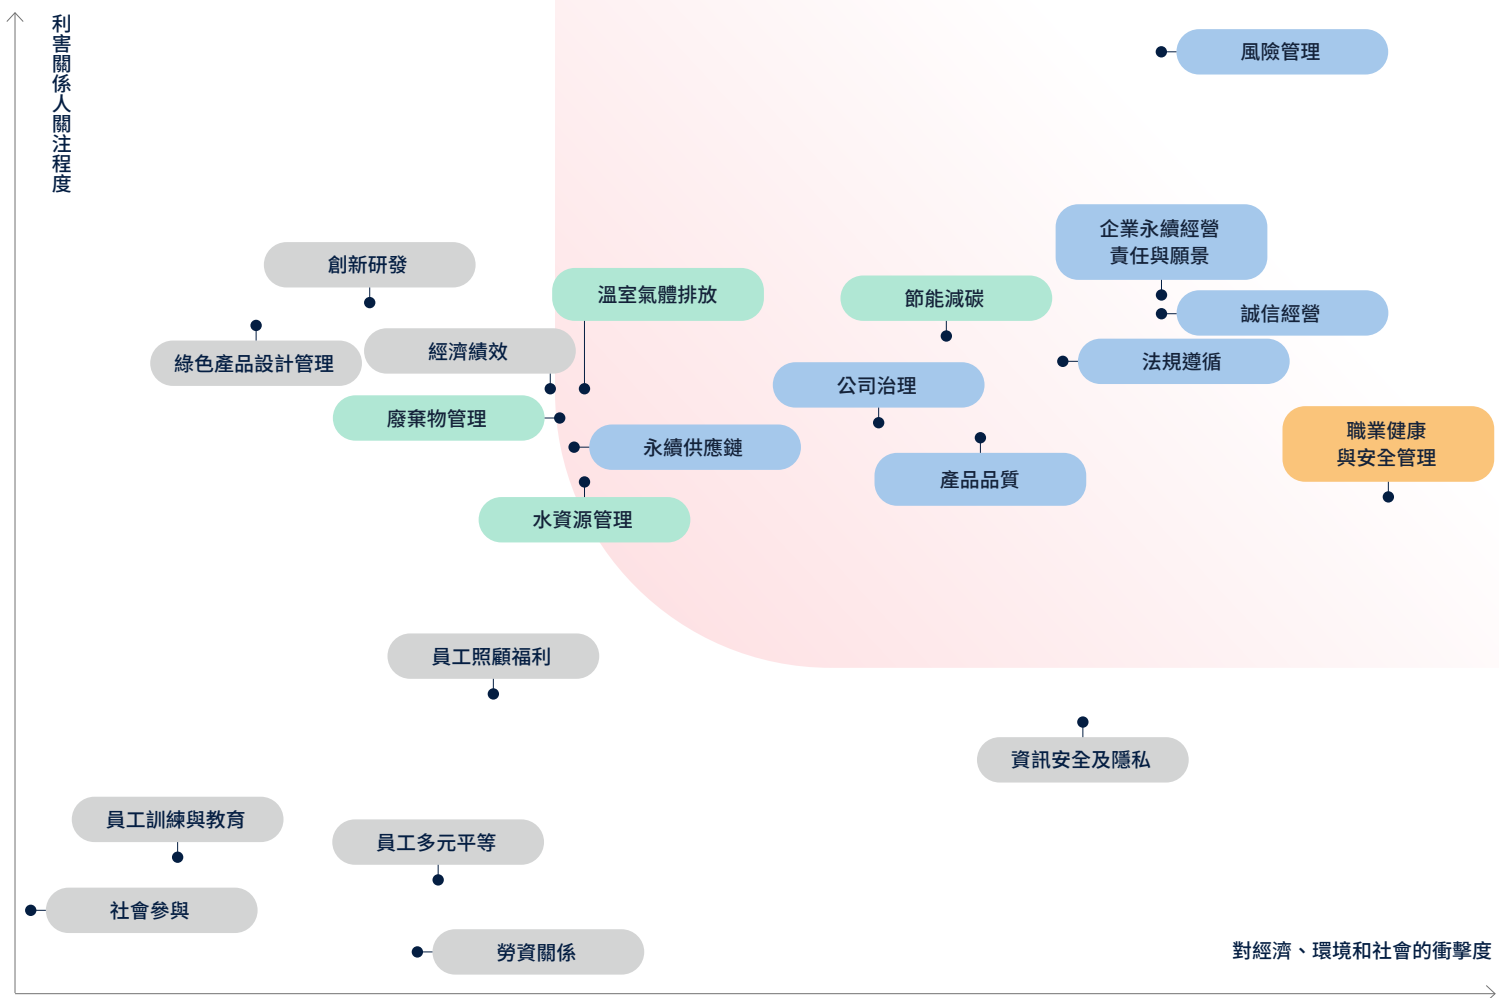 利害關係人關注程度
風險管理
企業永續經營
責任與願景
創新研發
溫室氣體排放
節能減碳
誠信經營
經濟績效
綠色產品設計管理
法規遵循
公司治理
廢棄物管理
職業健康
與安全管理
永續供應鏈
產品品質
水資源管理
員工照顧福利
資訊安全及隱私
員工訓練與教育
員工多元平等
社會參與
勞資關係
對經濟、環境和社會的衝擊度